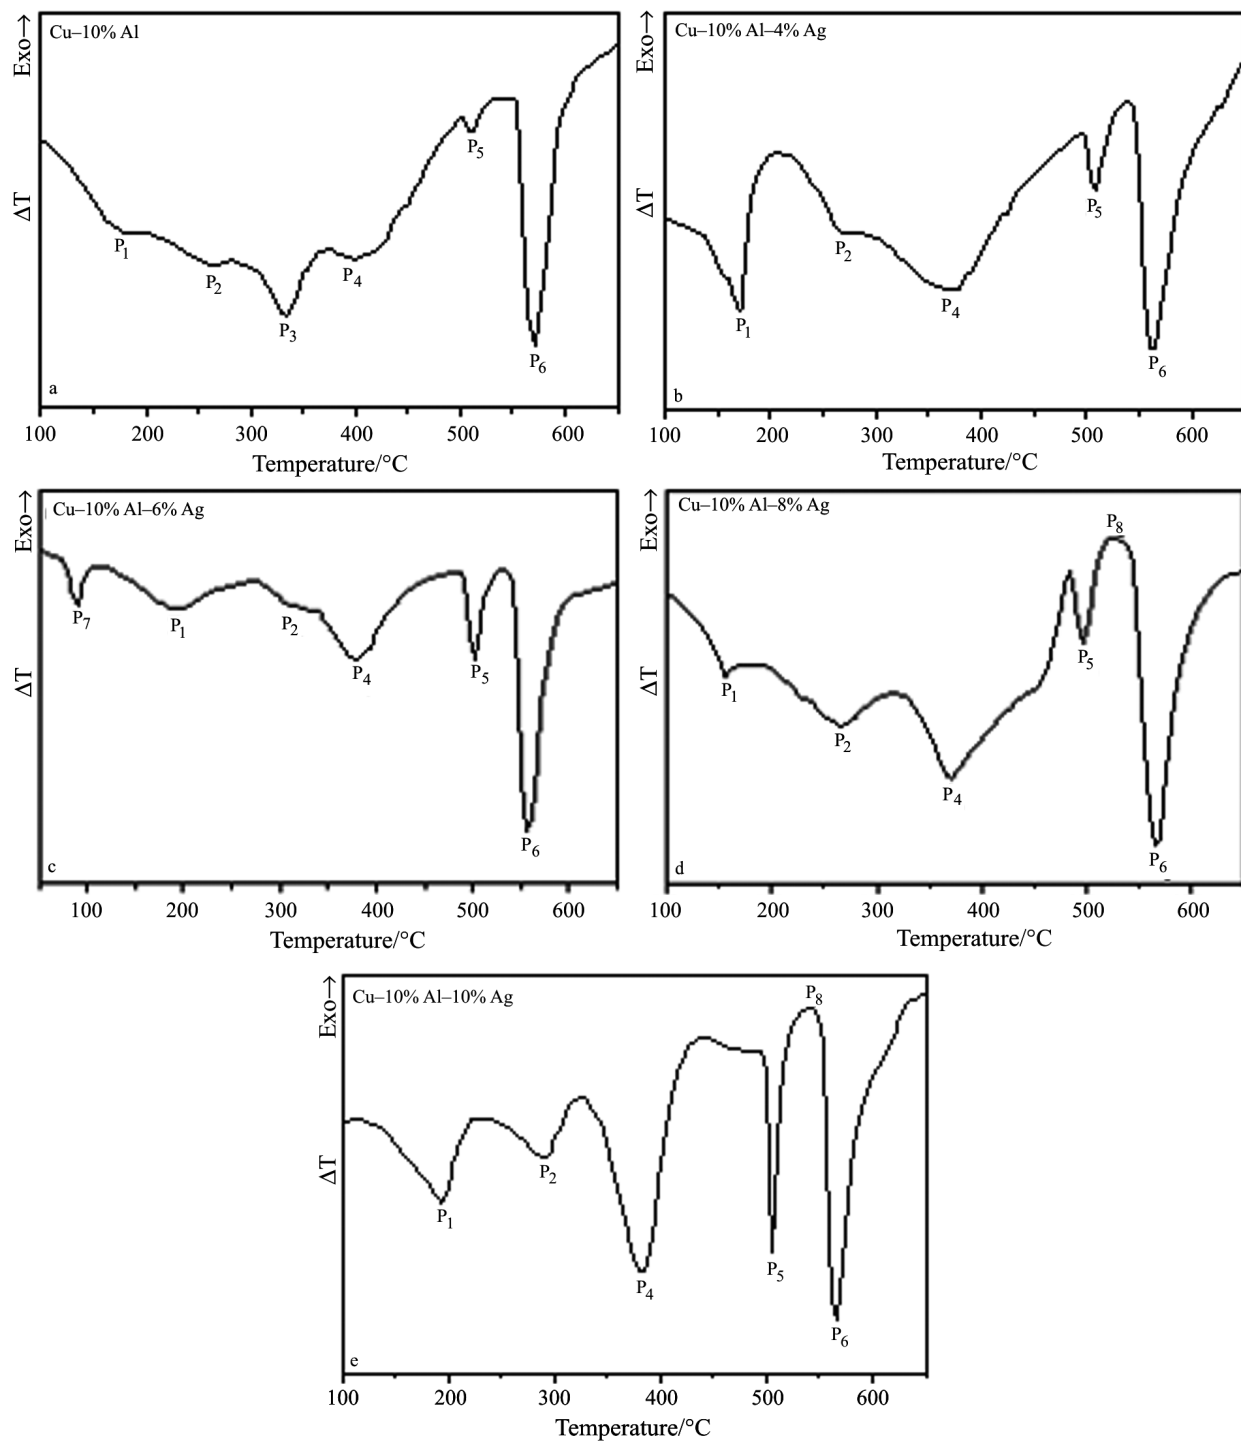 Exo→
Cu–10% Al
ΔT
P1
P2
P3
P4
P5
P6
a
100 200 300 400 500 600
Temperature/°C
Exo→
Cu–10% Al–4% Ag
ΔT
P1
P2
P4
P5
P6
b
100 200 300 400 500 600
Temperature/°C
Exo→
Cu–10% Al–6% Ag
ΔT
P7
P1
P2
P4
P5
P6
c
100 200 300 400 500 600
Temperature/°C
Exo→
Cu–10% Al–8% Ag
ΔT
P1
P2
P4
P5
P8
P6
d
100 200 300 400 500 600
Temperature/°C
Exo→
Cu–10% Al–10% Ag
ΔT
P1
P2
P4
P5
P8
P6
e
100 200 300 400 500 600
Temperature/°C